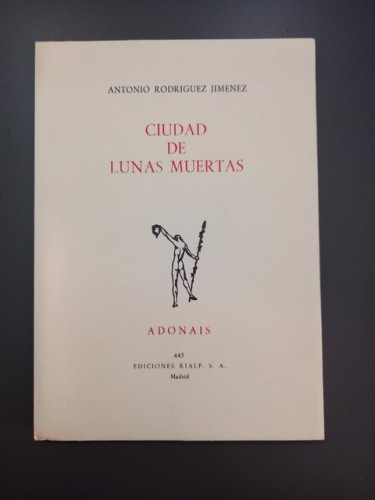 ANTONIO RODRIGUEZ JIMENEZ
CIUDAD
DE
LUNAS MUERTAS
ADONAIS
445
EDICIONES RIALP, S. A.
Madrid